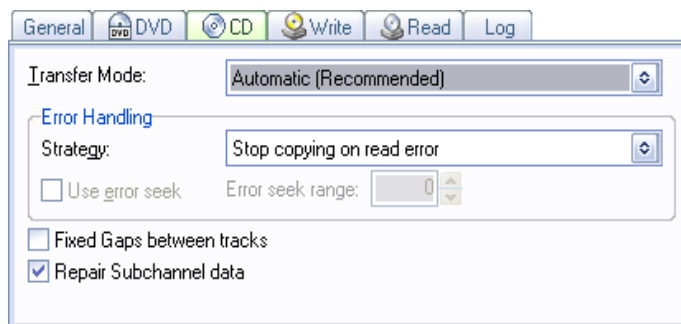 General DVD CD Write Read Log
Transfer Mode: Automatic (Recommended)
Error Handling
Strategy: Stop copying on read error
Use error seek Error seek range: 0
Fixed Gaps between tracks
Repair Subchannel data